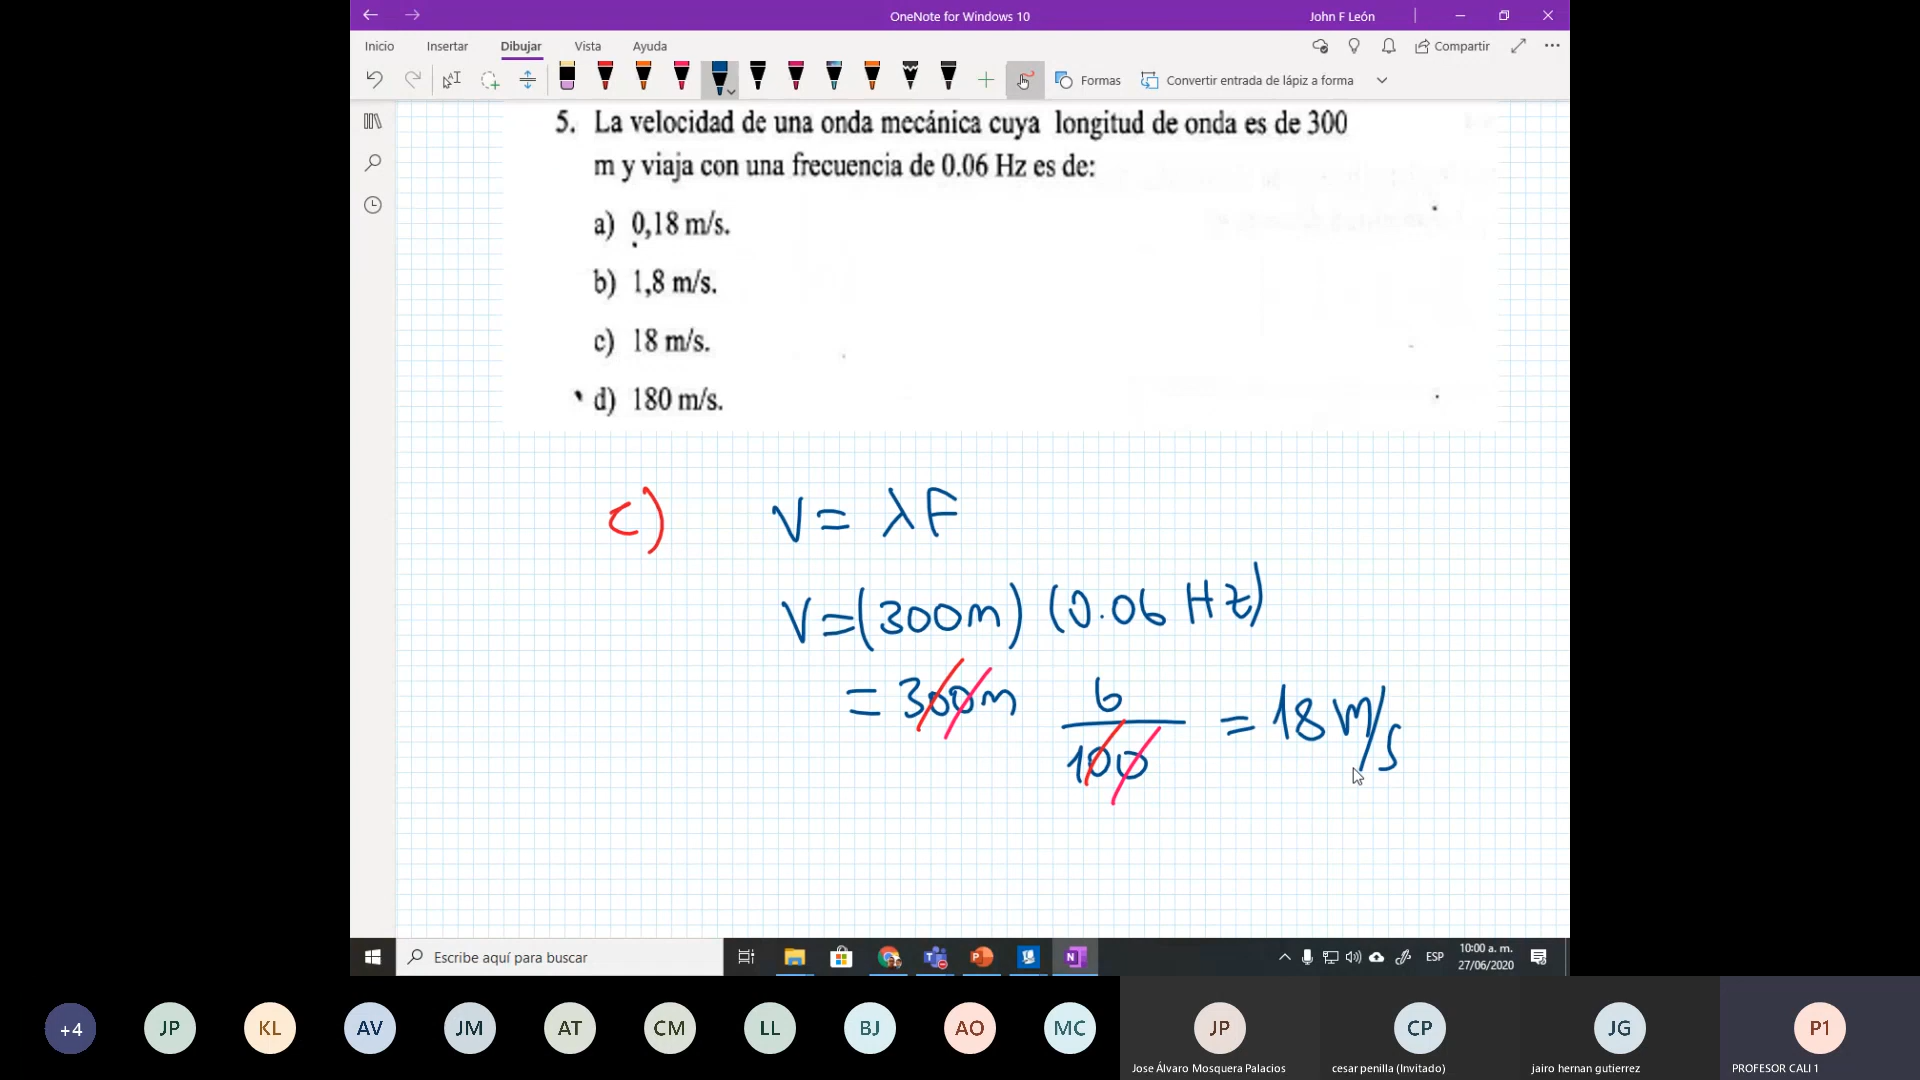 OneNote for Windows 10
John F León
Inicio Insertar Dibujar Vista Ayuda
Compartir
Formas
Convertir entrada de lápiz a forma
5. La velocidad de una onda mecánica cuya longitud de onda es de 300
m y viaja con una frecuencia de 0.06 Hz es de:
a) 0,18 m/s.
b) 1,8 m/s.
c) 18 m/s.
d) 180 m/s.
c) V = λF
V = (300m) (0.06 Hz)
= 300m 6/100 = 18 m/s
Escribe aquí para buscar
ESP
10:00 a. m.
27/06/2020
+4 JP KL AV JM AT CM LL BJ AO MC JP CP JG P1
Jose Álvaro Mosquera Palacios
cesar penilla (Invitado)
jairo hernan gutierrez
PROFESOR CALI 1